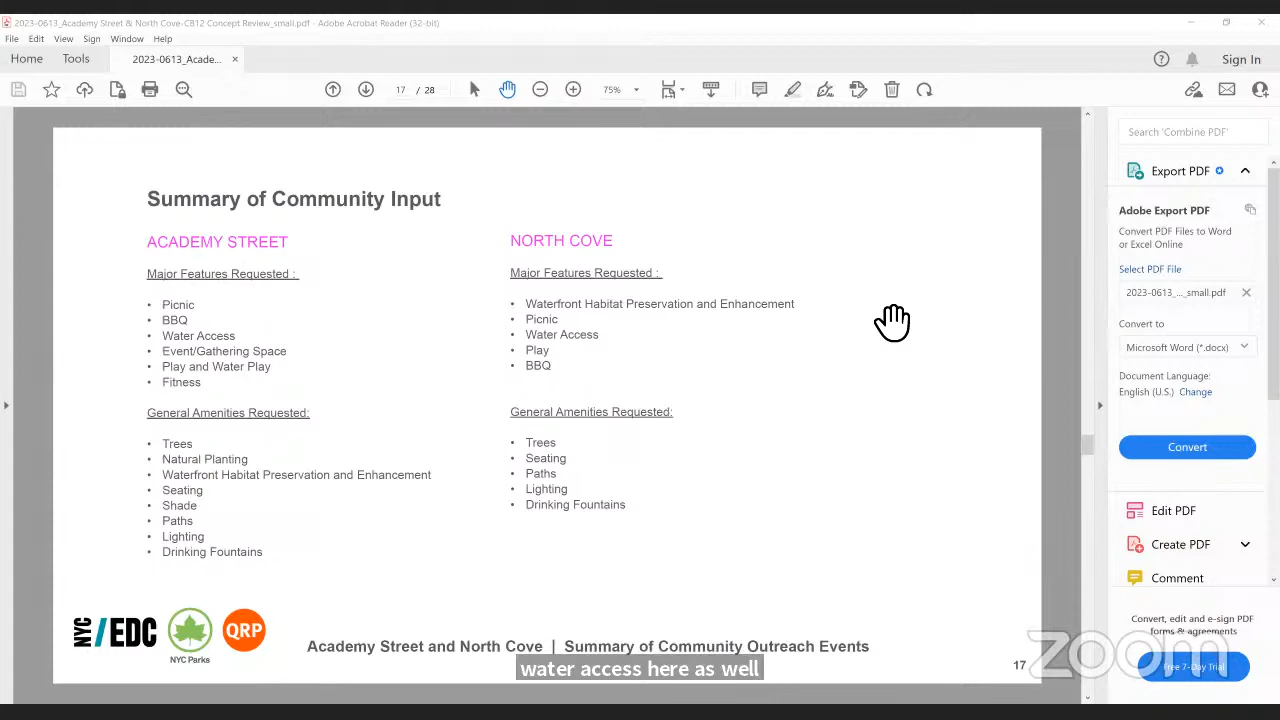 2023-0613_Academy Street & North Cove-CB12 Concept Review_small.pdf - Adobe Acrobat Reader (32-bit)
File Edit View Sign Window Help
Home Tools 2023-0613_Acade... × Sign In
17 / 28 75%
Search 'Combine PDF'
Export PDF
Adobe Export PDF
Convert PDF Files to Word
or Excel Online
Select PDF File
2023-0613_..._small.pdf
Convert to
Microsoft Word (*.docx)
Document Language:
English (U.S.) Change
Convert
Edit PDF
Create PDF
Comment
Convert, edit and e-sign PDF
forms & agreements
Free 7-Day Trial
Summary of Community Input
ACADEMY STREET
Major Features Requested :
• Picnic
• BBQ
• Water Access
• Event/Gathering Space
• Play and Water Play
• Fitness
General Amenities Requested:
• Trees
• Natural Planting
• Waterfront Habitat Preservation and Enhancement
• Seating
• Shade
• Paths
• Lighting
• Drinking Fountains
NORTH COVE
Major Features Requested :
• Waterfront Habitat Preservation and Enhancement
• Picnic
• Water Access
• Play
• BBQ
General Amenities Requested:
• Trees
• Seating
• Paths
• Lighting
• Drinking Fountains
NYC / EDC
NYC Parks
QRP
Academy Street and North Cove | Summary of Community Outreach Events
17
water access here as well
zoom